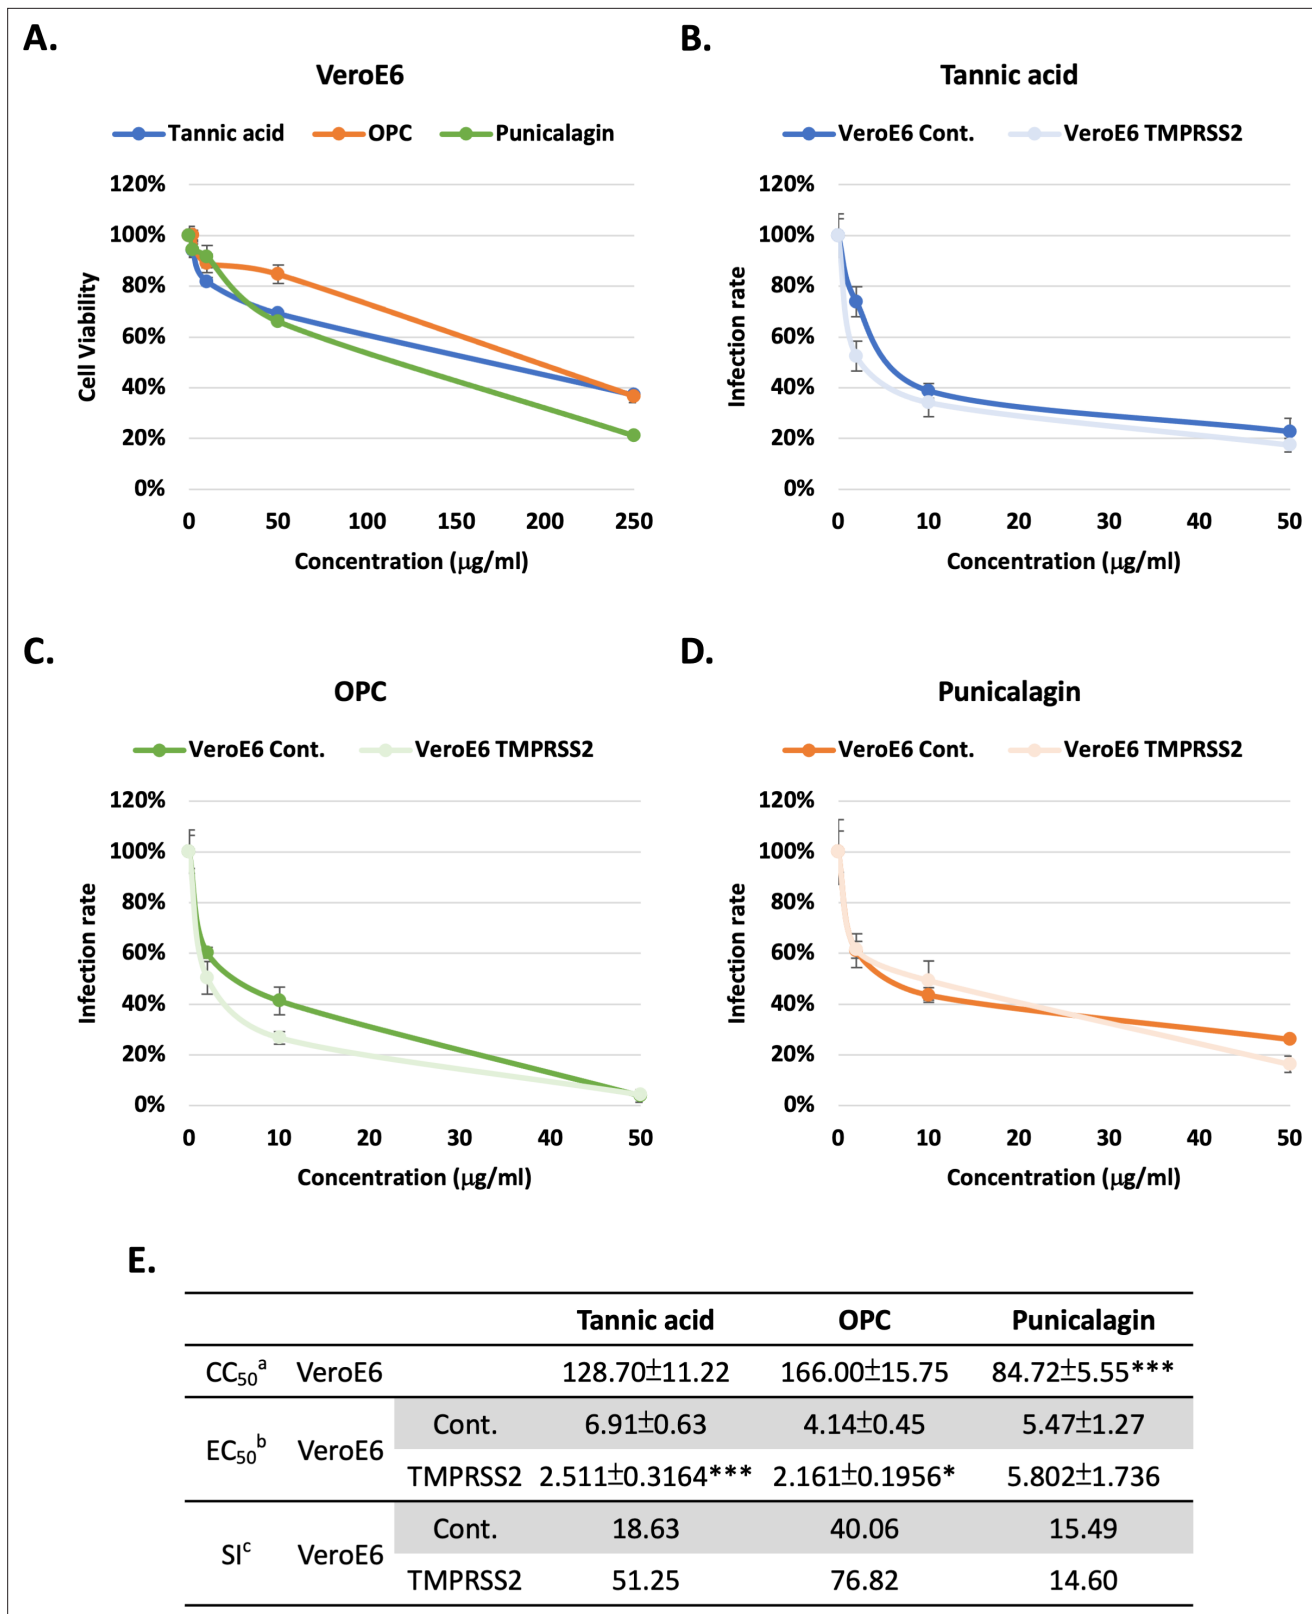 A.
VeroE6
Tannic acid OPC Punicalagin
120%
100%
80%
60%
40%
20%
0%
Cell Viability
0 50 100 150 200 250
Concentration (µg/ml)
B.
Tannic acid
VeroE6 Cont. VeroE6 TMPRSS2
120%
100%
80%
60%
40%
20%
0%
Infection rate
0 10 20 30 40 50
Concentration (µg/ml)
C.
OPC
VeroE6 Cont. VeroE6 TMPRSS2
120%
100%
80%
60%
40%
20%
0%
Infection rate
0 10 20 30 40 50
Concentration (µg/ml)
D.
Punicalagin
VeroE6 Cont. VeroE6 TMPRSS2
120%
100%
80%
60%
40%
20%
0%
Infection rate
0 10 20 30 40 50
Concentration (µg/ml)
E.
Tannic acid OPC Punicalagin
CC50a VeroE6 128.70±11.22 166.00±15.75 84.72±5.55***
EC50b VeroE6 Cont. 6.91±0.63 4.14±0.45 5.47±1.27
TMPRSS2 2.511±0.3164*** 2.161±0.1956* 5.802±1.736
SIc VeroE6 Cont. 18.63 40.06 15.49
TMPRSS2 51.25 76.82 14.60